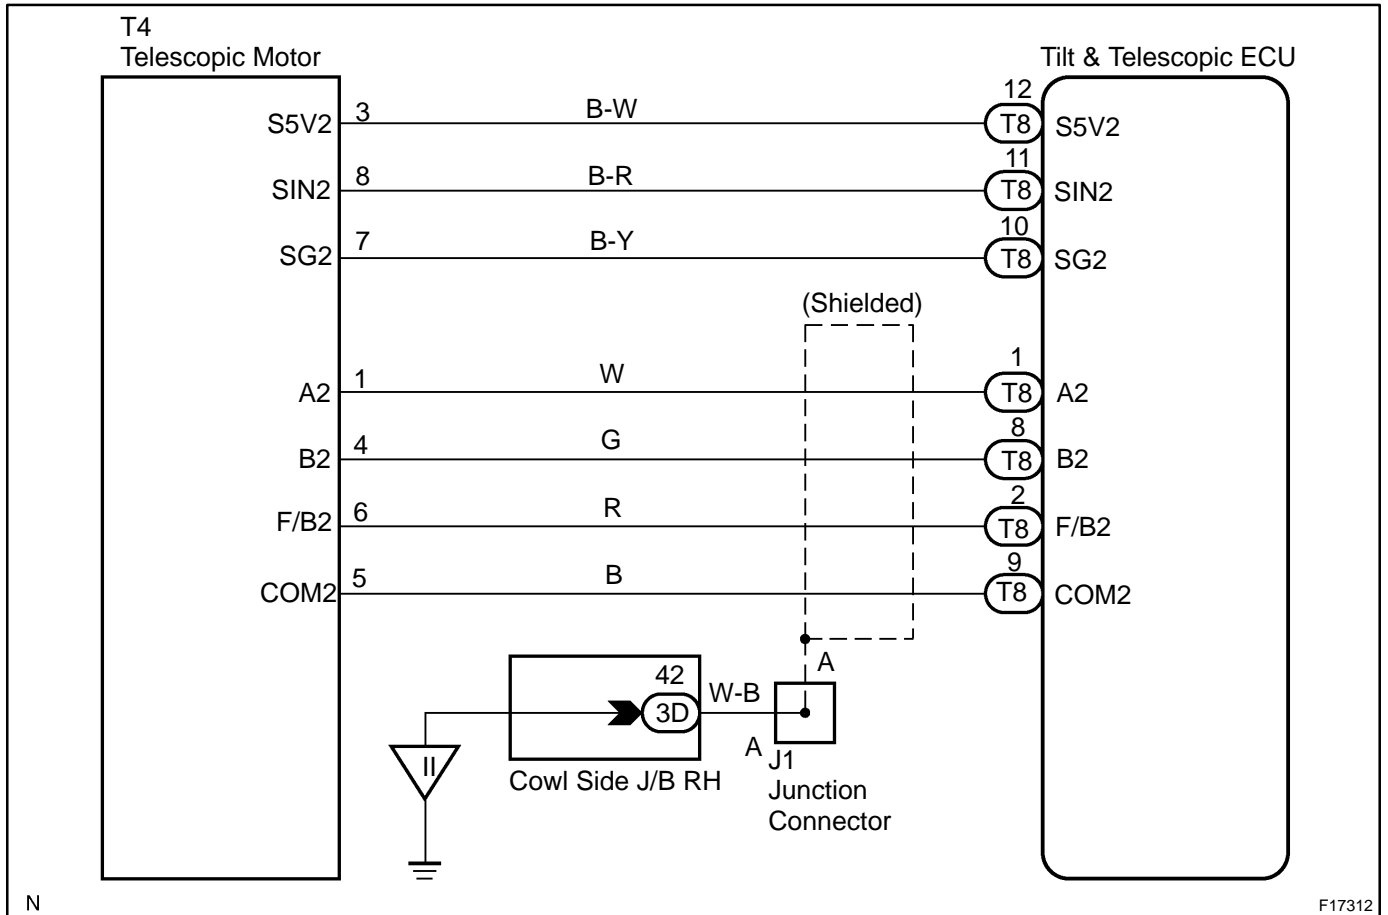 T4
Telescopic Motor
Tilt & Telescopic ECU
S5V2 3 B-W 12 T8 S5V2
SIN2 8 B-R 11 T8 SIN2
SG2 7 B-Y 10 T8 SG2
(Shielded)
A2 1 W 1 T8 A2
B2 4 G 8 T8 B2
F/B2 6 R 2 T8 F/B2
COM2 5 B 9 T8 COM2
A
42
3D
W-B
A
II
J1
Junction
Connector
Cowl Side J/B RH
N
F17312